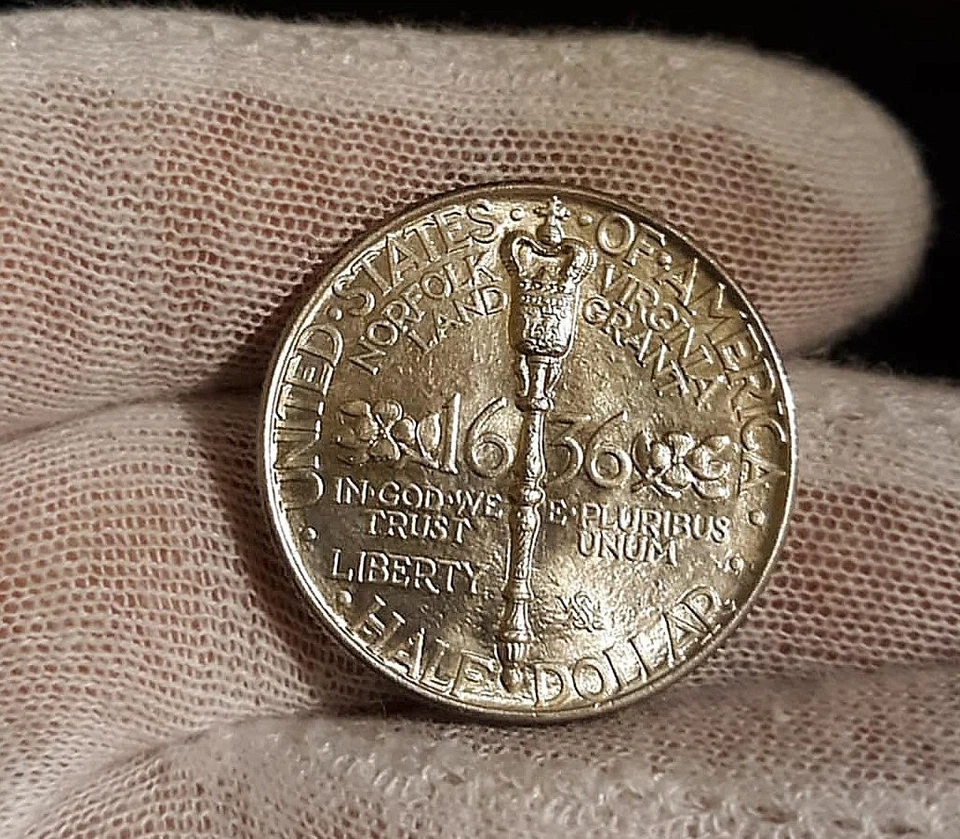 UNITED·STATES·OF·AMERICA
NORFOLK VIRGINIA
LAND GRANT
1636
IN·GOD·WE E·PLURIBUS
TRUST UNUM
LIBERTY
HALF DOLLAR